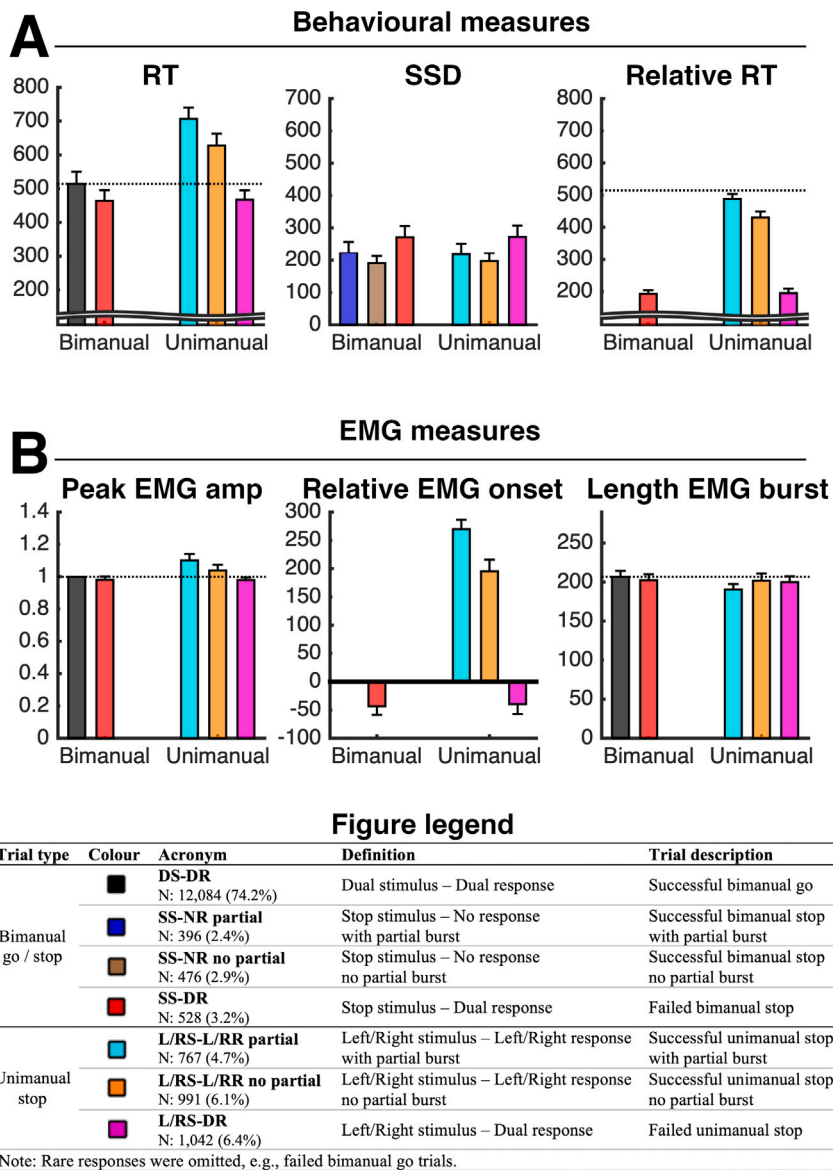 A
Behavioural measures
RT
SSD
Relative RT
800
700
600
500
400
300
200
Bimanual Unimanual
700
600
500
400
300
200
100
0
Bimanual Unimanual
800
700
600
500
400
300
200
Bimanual Unimanual
B
EMG measures
Peak EMG amp
Relative EMG onset
Length EMG burst
1.4
1.2
1
0.8
0.6
0.4
0.2
0
Bimanual Unimanual
300
250
200
150
100
50
0
-50
-100
Bimanual Unimanual
250
200
150
100
50
0
Bimanual Unimanual
Figure legend
Trial type Colour Acronym Definition Trial description
Bimanual
go / stop
DS-DR
N: 12,084 (74.2%)
Dual stimulus – Dual response
Successful bimanual go
SS-NR partial
N: 396 (2.4%)
Stop stimulus – No response
with partial burst
Successful bimanual stop
with partial burst
SS-NR no partial
N: 476 (2.9%)
Stop stimulus – No response
no partial burst
Successful bimanual stop
no partial burst
SS-DR
N: 528 (3.2%)
Stop stimulus – Dual response
Failed bimanual stop
Unimanual
stop
L/RS-L/RR partial
N: 767 (4.7%)
Left/Right stimulus – Left/Right response
with partial burst
Successful unimanual stop
with partial burst
L/RS-L/RR no partial
N: 991 (6.1%)
Left/Right stimulus – Left/Right response
no partial burst
Successful unimanual stop
no partial burst
L/RS-DR
N: 1,042 (6.4%)
Left/Right stimulus – Dual response
Failed unimanual stop
Note: Rare responses were omitted, e.g., failed bimanual go trials.